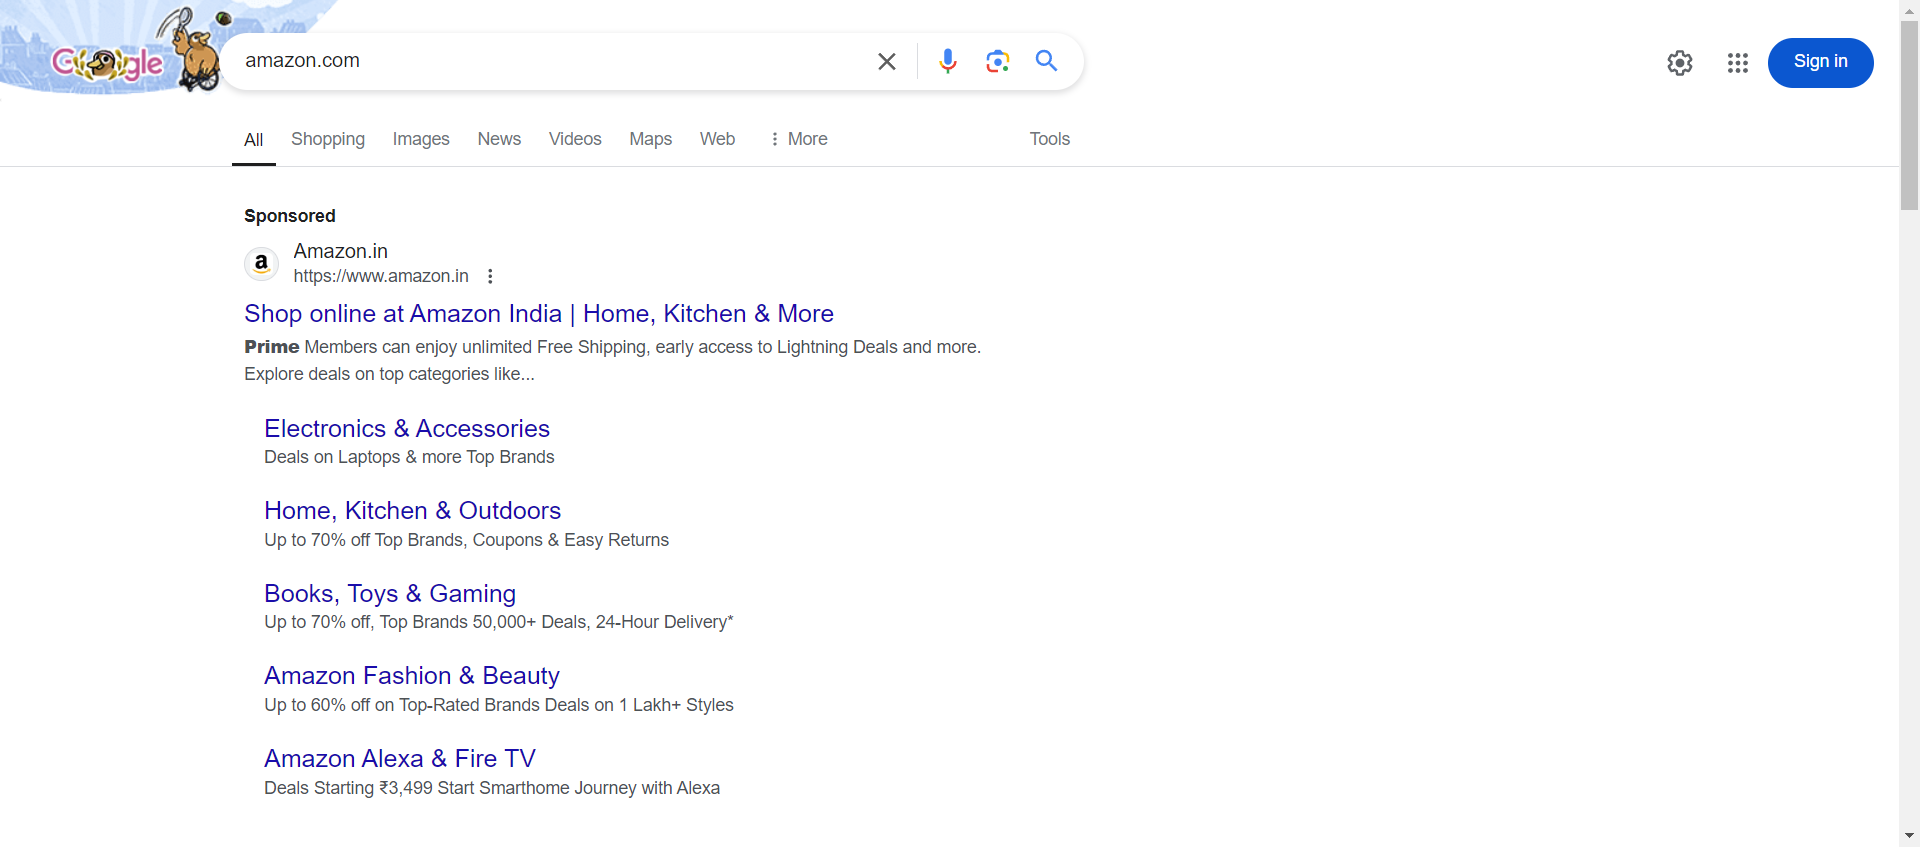 Google
amazon.com
Sign in
All Shopping Images News Videos Maps Web More Tools
Sponsored
a
Amazon.in
https://www.amazon.in
Shop online at Amazon India | Home, Kitchen & More
Prime Members can enjoy unlimited Free Shipping, early access to Lightning Deals and more.
Explore deals on top categories like...
Electronics & Accessories
Deals on Laptops & more Top Brands
Home, Kitchen & Outdoors
Up to 70% off Top Brands, Coupons & Easy Returns
Books, Toys & Gaming
Up to 70% off, Top Brands 50,000+ Deals, 24-Hour Delivery*
Amazon Fashion & Beauty
Up to 60% off on Top-Rated Brands Deals on 1 Lakh+ Styles
Amazon Alexa & Fire TV
Deals Starting ₹3,499 Start Smarthome Journey with Alexa